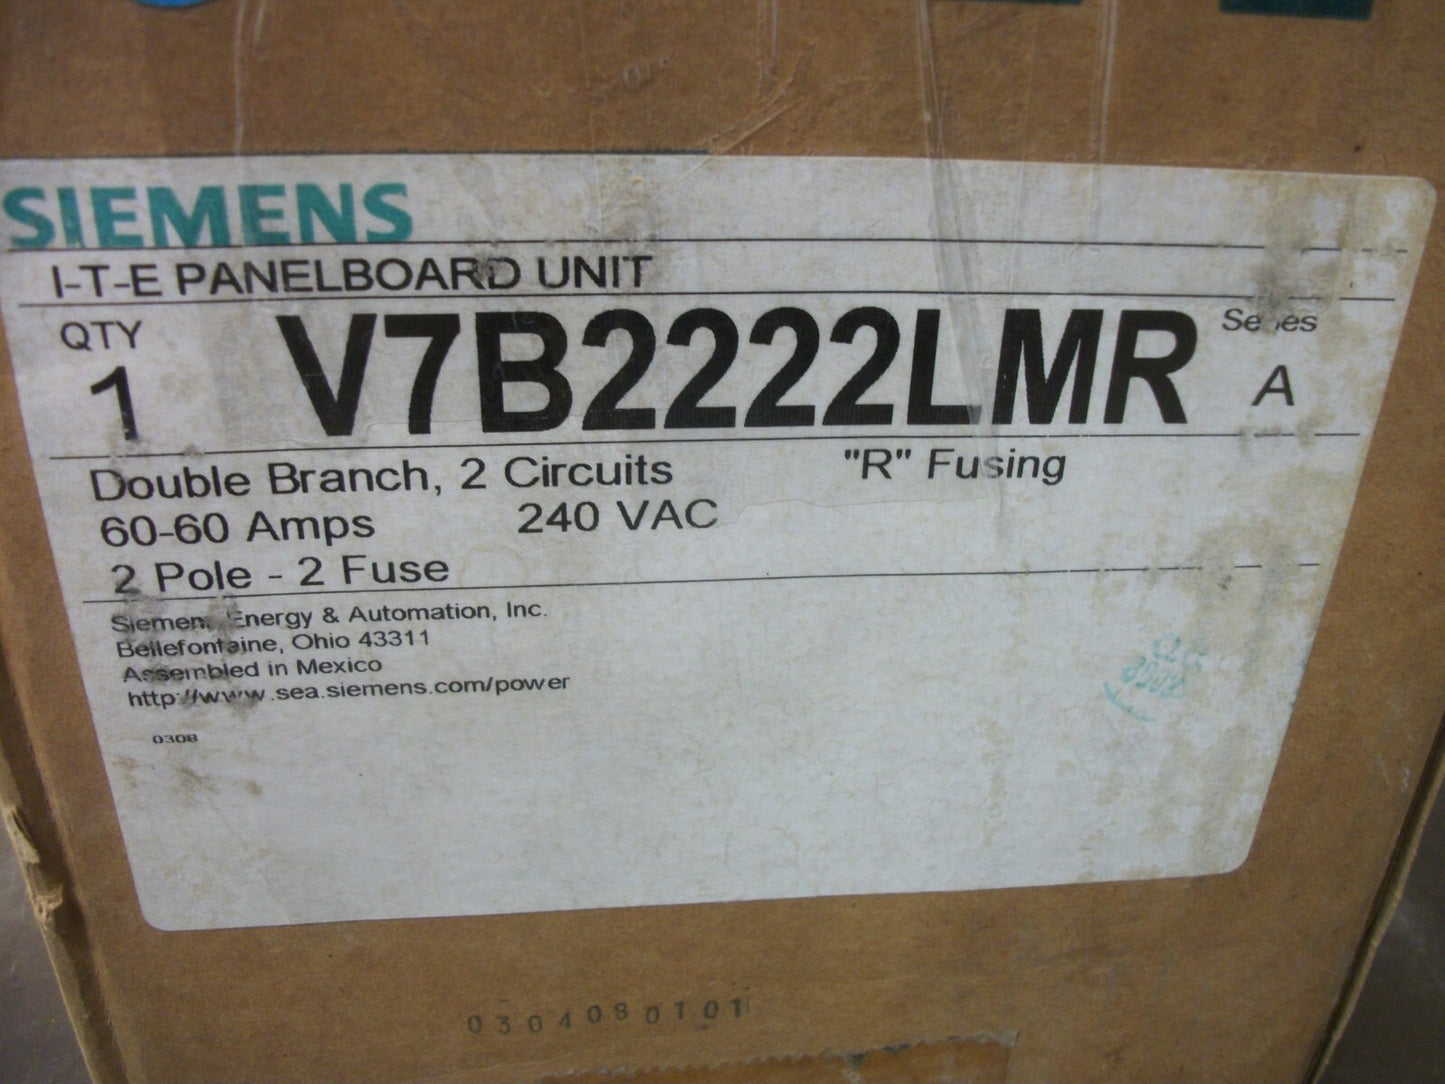 SIEMENS
I-T-E PANELBOARD UNIT
QTY
1
V7B2222LMR
Series
A
Double Branch, 2 Circuits "R" Fusing
60-60 Amps 240 VAC
2 Pole - 2 Fuse
Siemens Energy & Automation, Inc.
Bellefontaine, Ohio 43311
Assembled in Mexico
http://www.sea.siemens.com/power
0308
0304080101